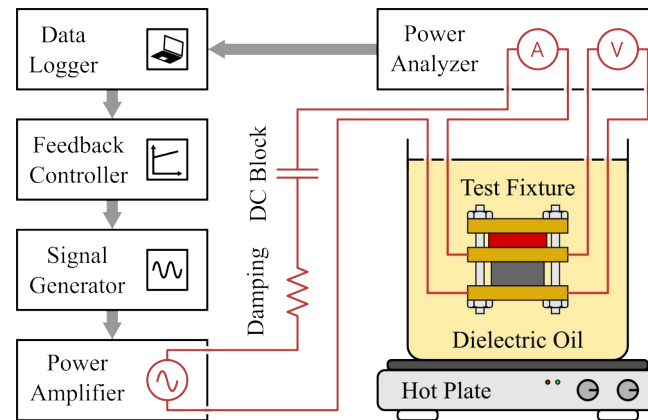 Data
Logger
Power
Analyzer
A
V
Feedback
Controller
DC Block
Test Fixture
Signal
Generator
Damping
Dielectric Oil
Power
Amplifier
Hot Plate